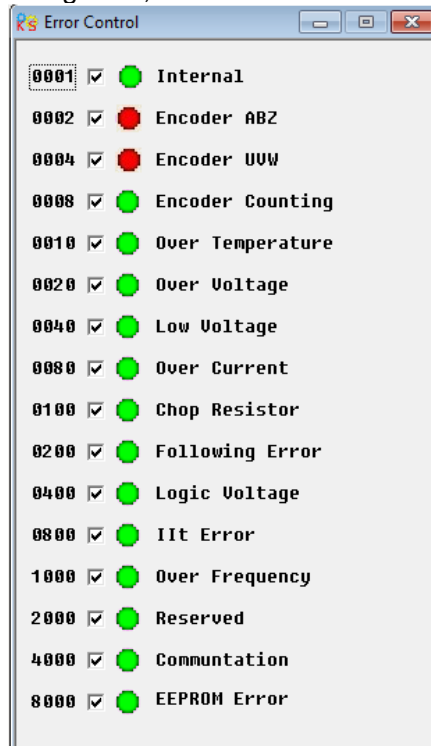 Error Control
0001 Internal
0002 Encoder ABZ
0004 Encoder UVW
0008 Encoder Counting
0010 Over Temperature
0020 Over Voltage
0040 Low Voltage
0080 Over Current
0100 Chop Resistor
0200 Following Error
0400 Logic Voltage
0800 IIt Error
1000 Over Frequency
2000 Reserved
4000 Communtation
8000 EEPROM Error